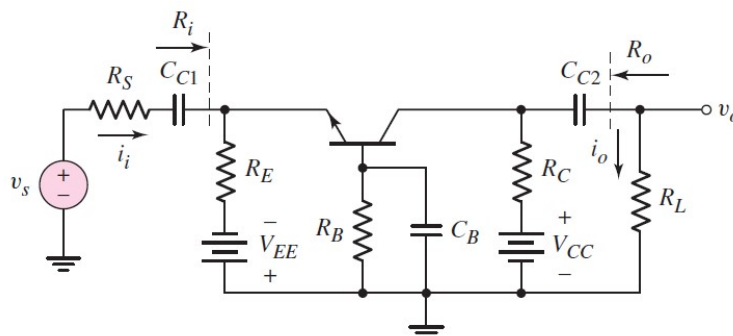 R_i
R_S
C_C1
C_C2
R_o
i_i
i_o
v_s
+
−
R_E
−
V_EE
+
R_B
C_B
R_C
+
V_CC
−
R_L
v_o